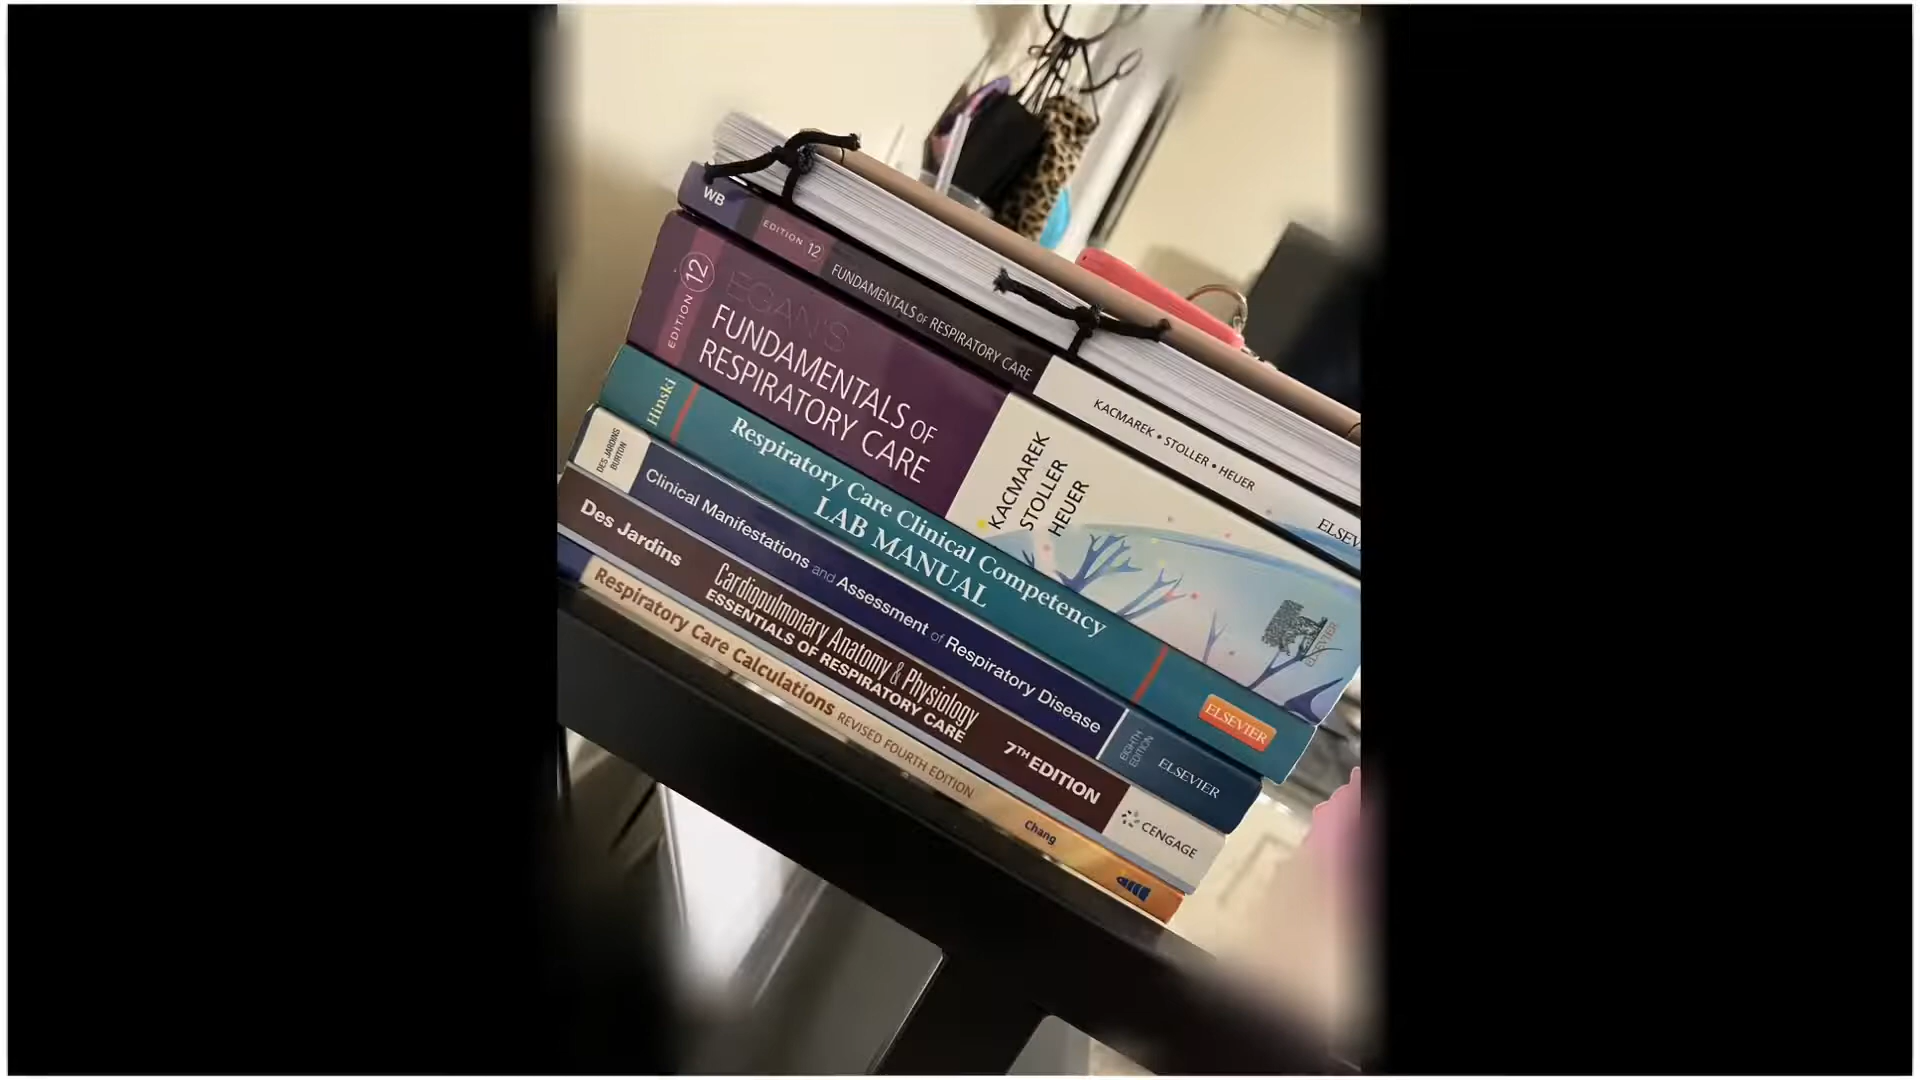 WB
EDITION 12
FUNDAMENTALS OF RESPIRATORY CARE
KACMAREK • STOLLER • HEUER
ELSEV
EDITION 12
EGAN'S
FUNDAMENTALS OF
RESPIRATORY CARE
KACMAREK
STOLLER
HEUER
ELSEVIER
Hinski
Respiratory Care Clinical Competency
LAB MANUAL
ELSEVIER
DES JARDINS
BURTON
Clinical Manifestations and Assessment of Respiratory Disease
EIGHTH
EDITION
ELSEVIER
Des Jardins
Cardiopulmonary Anatomy & Physiology
ESSENTIALS OF RESPIRATORY CARE
7TH EDITION
CENGAGE
Respiratory Care Calculations REVISED FOURTH EDITION
Chang